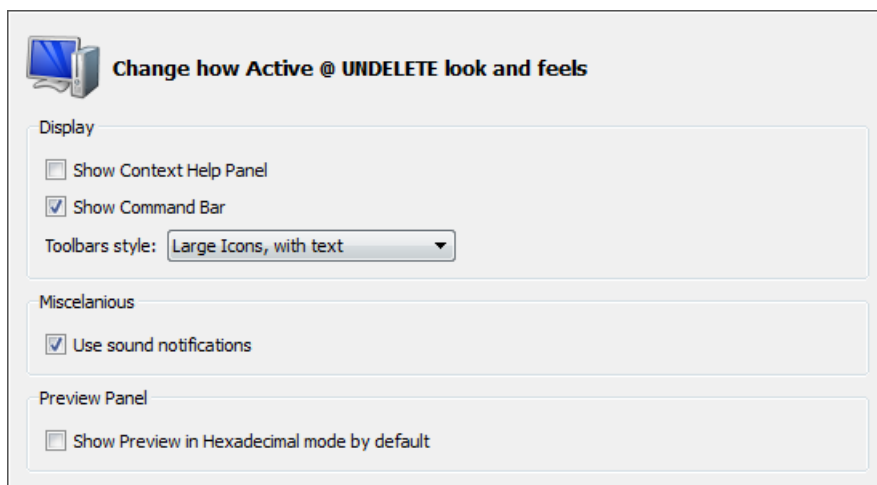 Change how Active @ UNDELETE look and feels
Display
Show Context Help Panel
Show Command Bar
Toolbars style: Large Icons, with text
Miscelanious
Use sound notifications
Preview Panel
Show Preview in Hexadecimal mode by default